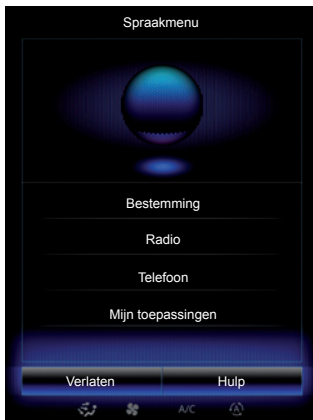 Spraakmenu
Bestemming
Radio
Telefoon
Mijn toepassingen
Verlaten Hulp
A/C A